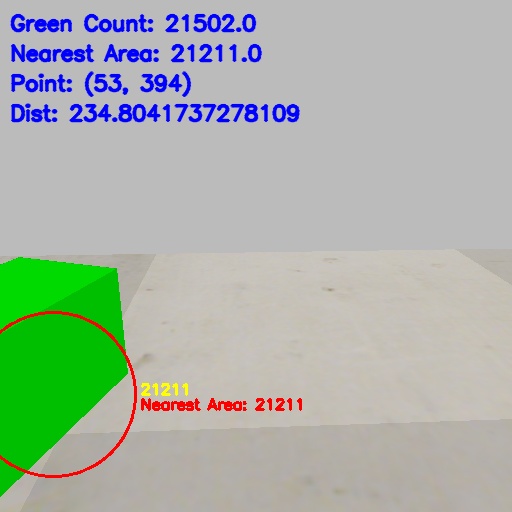 Green Count: 21502.0
Nearest Area: 21211.0
Point: (53, 394)
Dist: 234.8041737278109
21211
Nearest Area: 21211